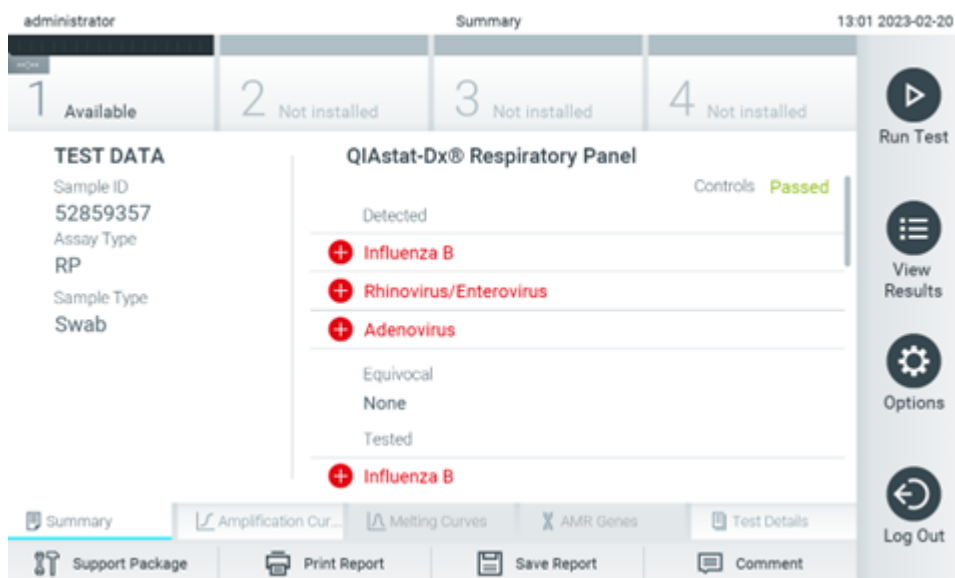 administrator Summary 13:01 2023-02-20
--:--
1 Available 2 Not installed 3 Not installed 4 Not installed
Run Test
TEST DATA
Sample ID
52859357
Assay Type
RP
Sample Type
Swab
QIAstat-Dx® Respiratory Panel
Controls Passed
Detected
Influenza B
Rhinovirus/Enterovirus
Adenovirus
Equivocal
None
Tested
Influenza B
View
Results
Options
Log Out
Summary Amplification Cur... Melting Curves AMR Genes Test Details
Support Package Print Report Save Report Comment